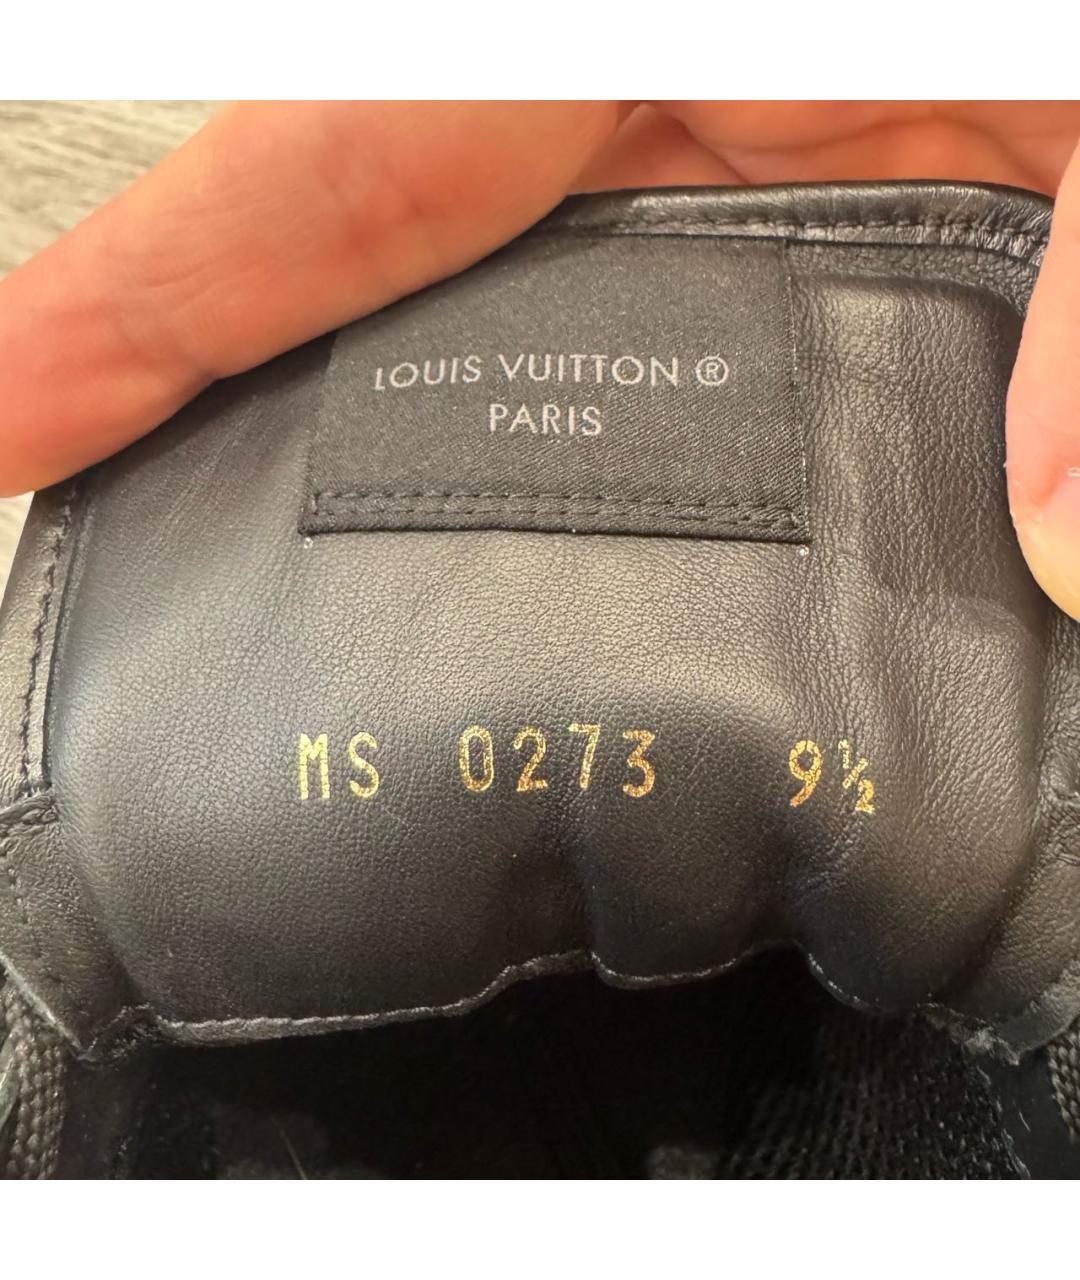 LOUIS VUITTON ®
PARIS
MS 0273 9½